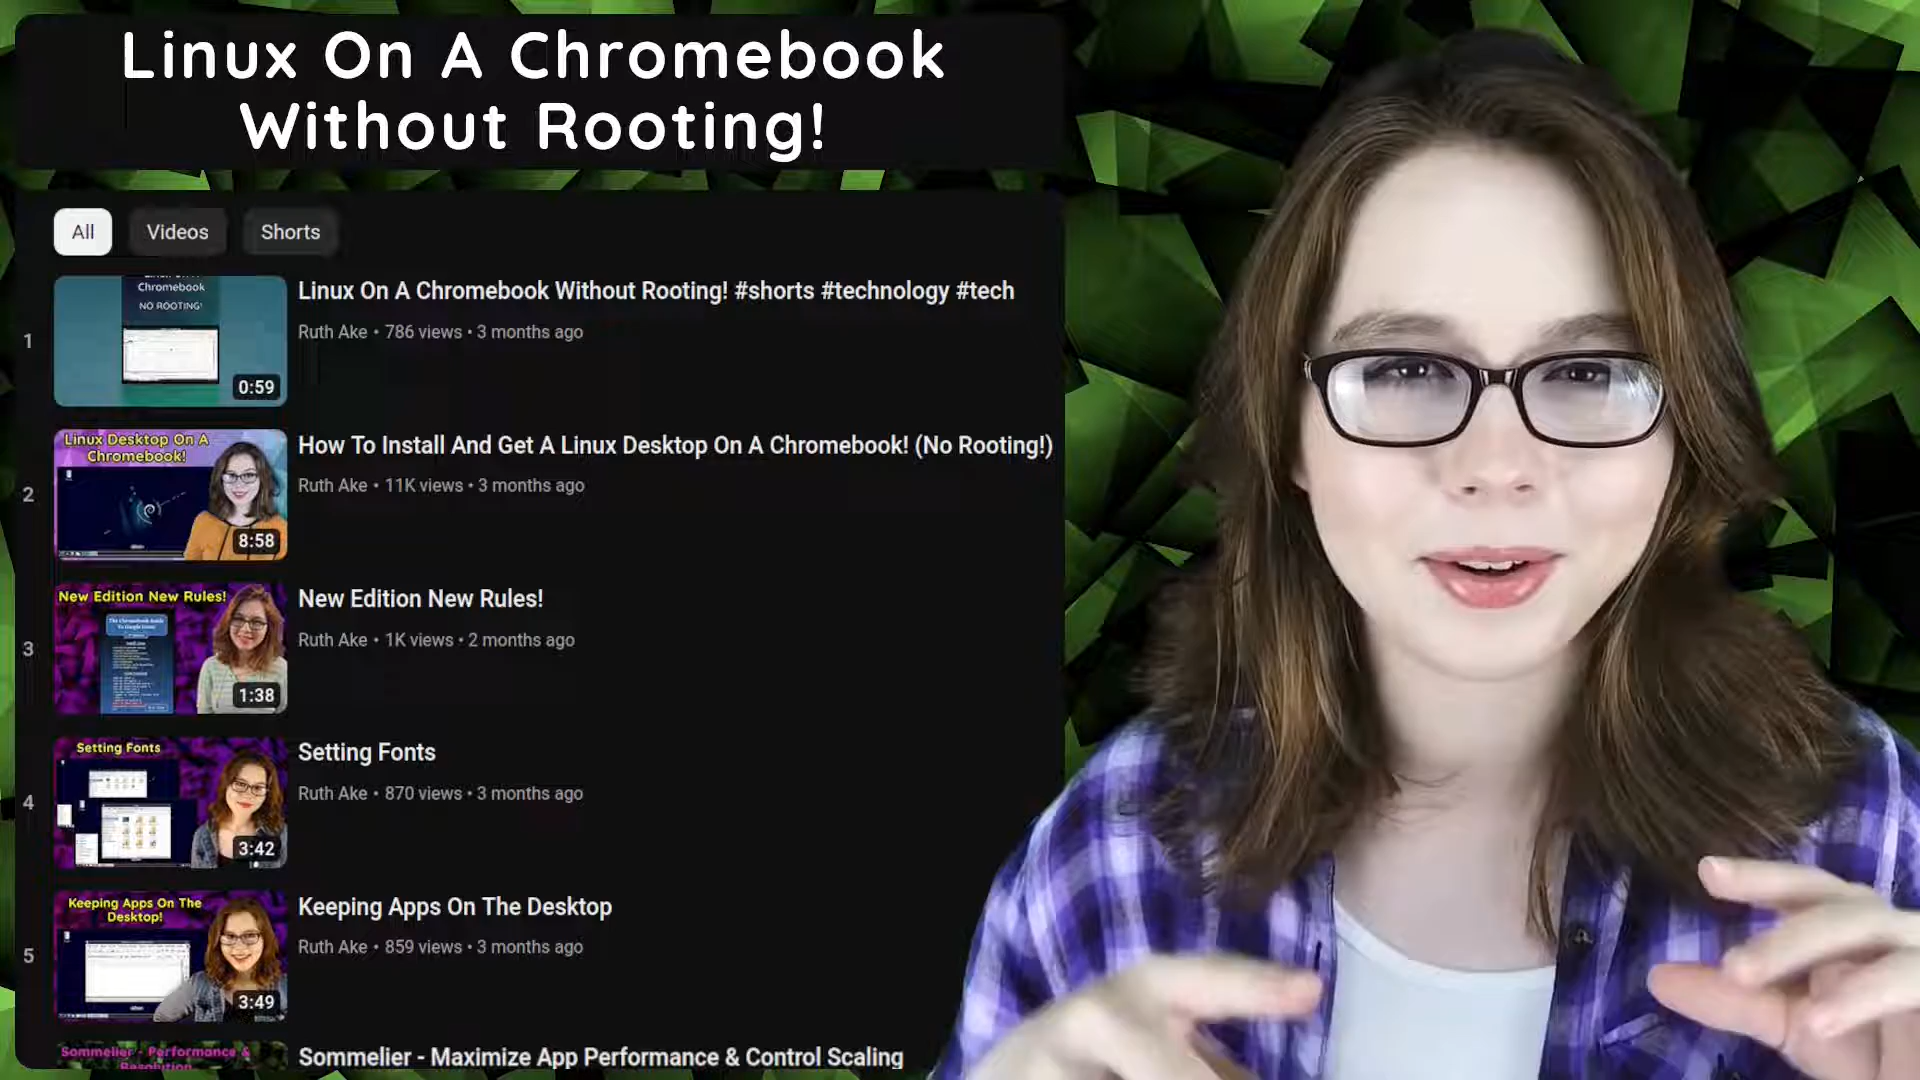 Linux On A Chromebook
Without Rooting!
All
Videos
Shorts
1
Chromebook
NO ROOTING!
0:59
Linux On A Chromebook Without Rooting! #shorts #technology #tech
Ruth Ake • 786 views • 3 months ago
2
Linux Desktop On A
Chromebook!
8:58
How To Install And Get A Linux Desktop On A Chromebook! (No Rooting!)
Ruth Ake • 11K views • 3 months ago
3
New Edition New Rules!
1:38
New Edition New Rules!
Ruth Ake • 1K views • 2 months ago
4
Setting Fonts
3:42
Setting Fonts
Ruth Ake • 870 views • 3 months ago
5
Keeping Apps On The
Desktop!
3:49
Keeping Apps On The Desktop
Ruth Ake • 859 views • 3 months ago
Sommelier - Performance &
Resolution
Sommelier - Maximize App Performance & Control Scaling